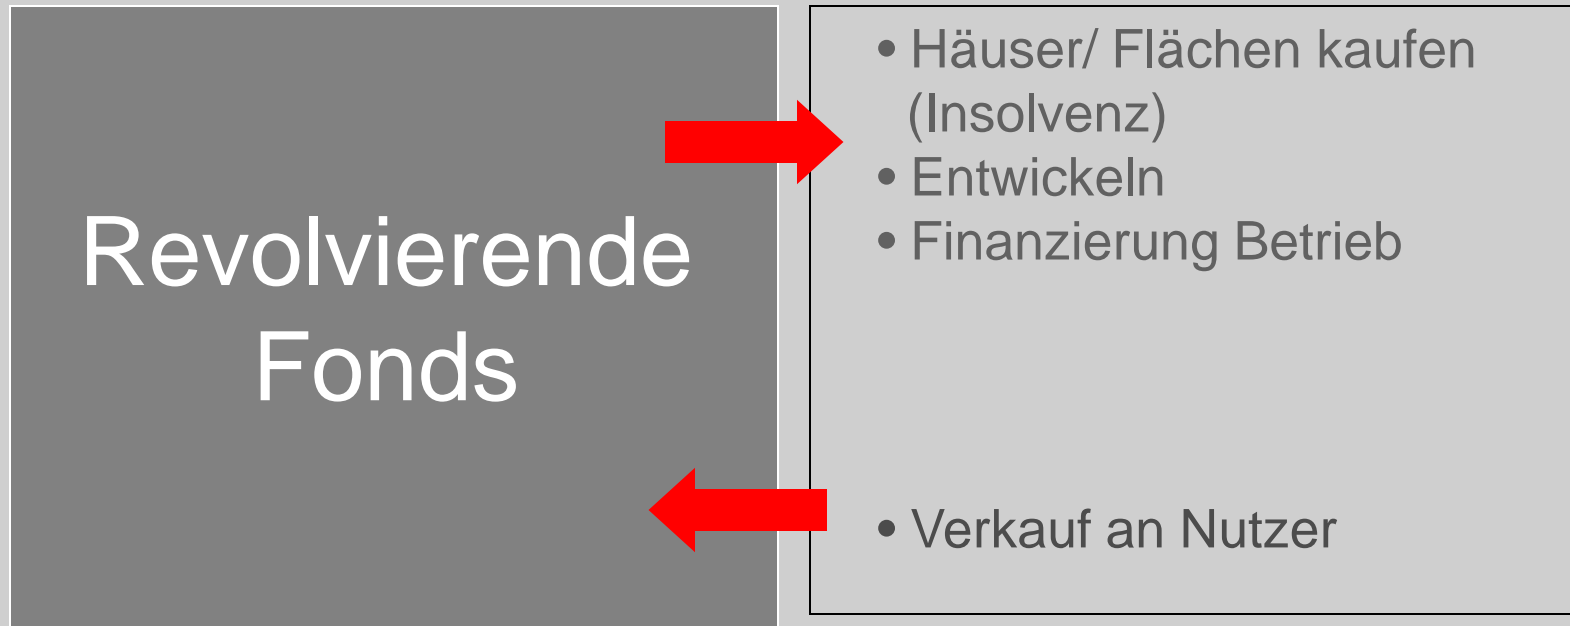 Revolvierende
Fonds
• Häuser/ Flächen kaufen
(Insolvenz)
• Entwickeln
• Finanzierung Betrieb
• Verkauf an Nutzer